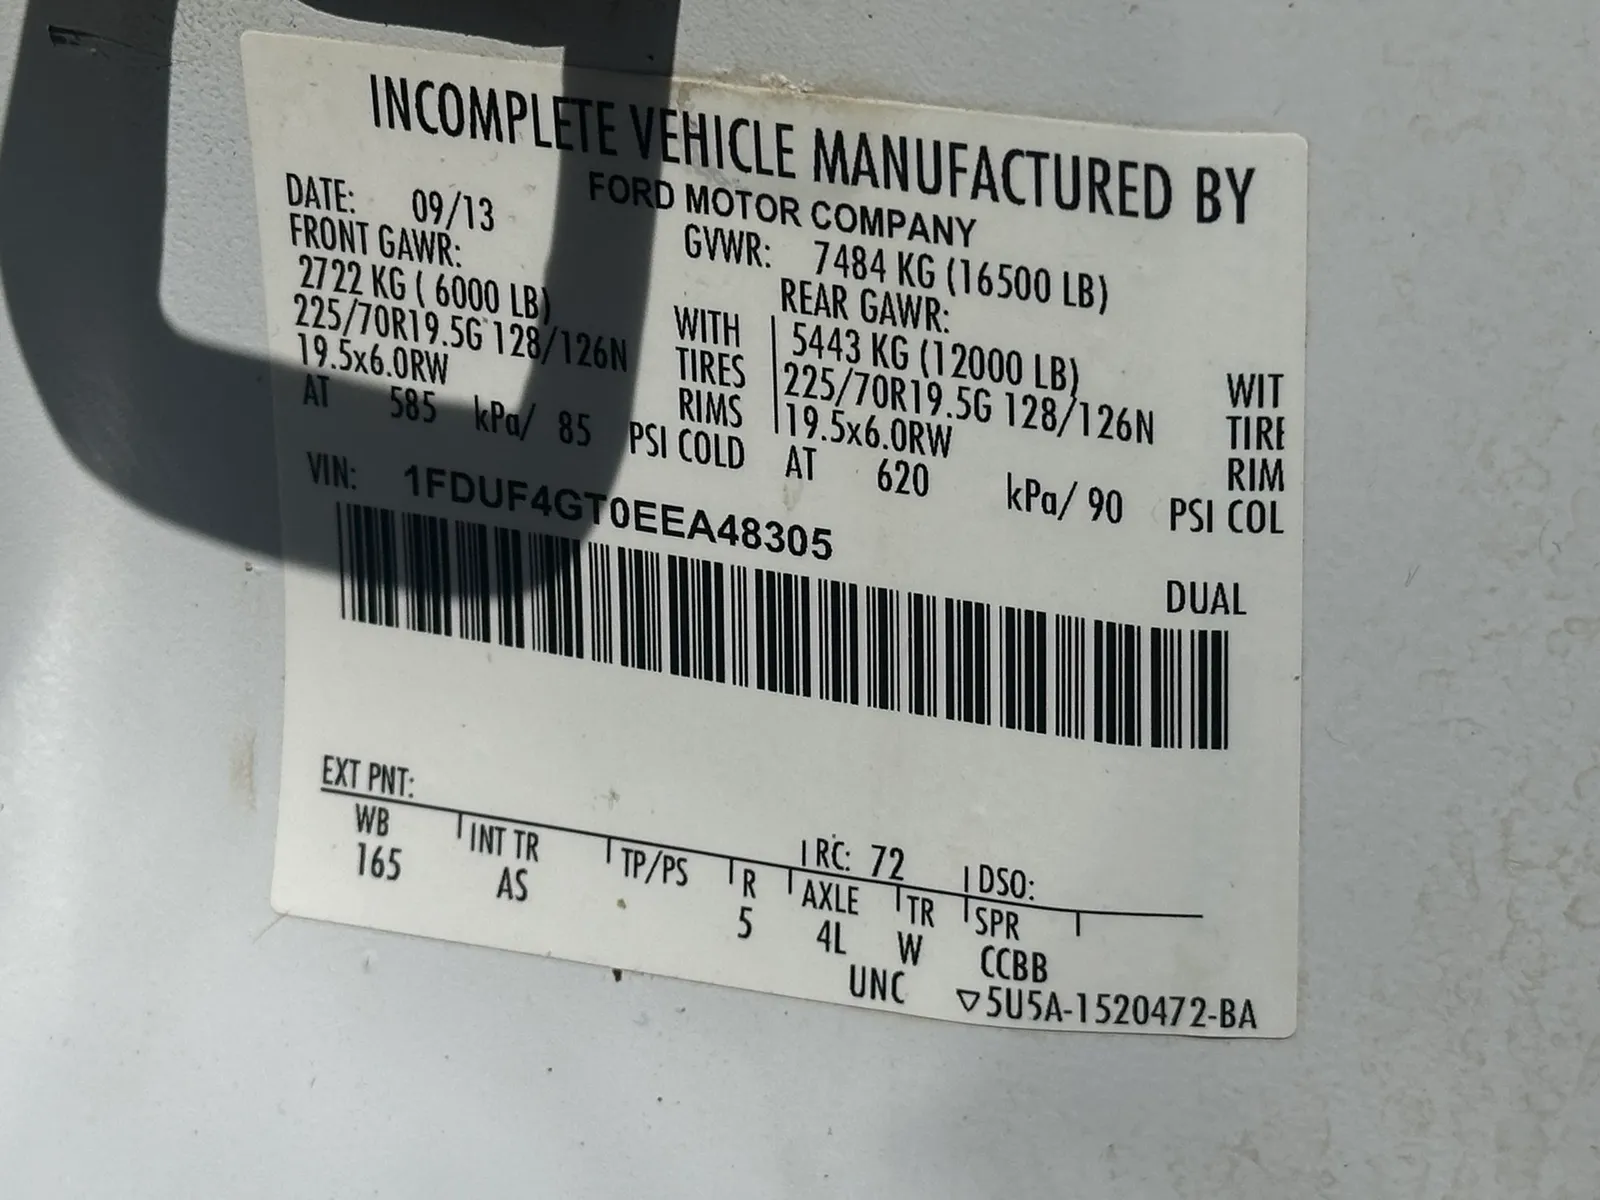 INCOMPLETE VEHICLE MANUFACTURED BY
FORD MOTOR COMPANY
DATE: 09/13 GVWR: 7484 KG (16500 LB)
FRONT GAWR: REAR GAWR:
2722 KG ( 6000 LB) WITH 5443 KG (12000 LB) WIT
225/70R19.5G 128/126N TIRES 225/70R19.5G 128/126N TIRE
19.5x6.0RW RIMS 19.5x6.0RW RIM
AT 585 kPa/ 85 PSI COLD AT 620 kPa/ 90 PSI COL
VIN: 1FDUF4GT0EEA48305
DUAL
EXT PNT: RC: 72 DSO:
WB INT TR TP/PS R AXLE TR SPR
165 AS 5 4L W CCBB
UNC ▽5U5A-1520472-BA